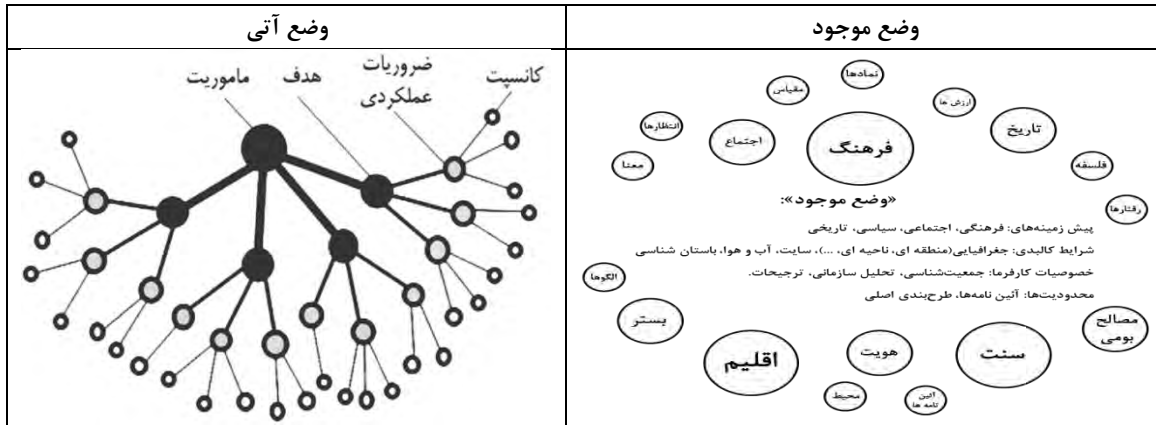 وضع موجود
وضع آتی
نمادها
مقیاس
ارزش ها
انتظارها
اجتماع
فرهنگ
تاریخ
معنا
فلسفه
رفتارها
«وضع موجود»:
پیش زمینه‌های: فرهنگی، اجتماعی، سیاسی، تاریخی
شرایط کالبدی: جغرافیایی(منطقه ای، ناحیه ای، ...)، سایت، آب و هوا، باستان شناسی
خصوصیات کارفرما: جمعیت‌شناسی، تحلیل سازمانی، ترجیحات.
محدودیت‌ها: آئین نامه‌ها، طرح‌بندی اصلی
الگوها
بستر
مصالح
بومی
اقلیم
هویت
سنت
محیط
آئین
نامه ها
ماموریت
هدف
ضروریات
عملکردی
کانسپت